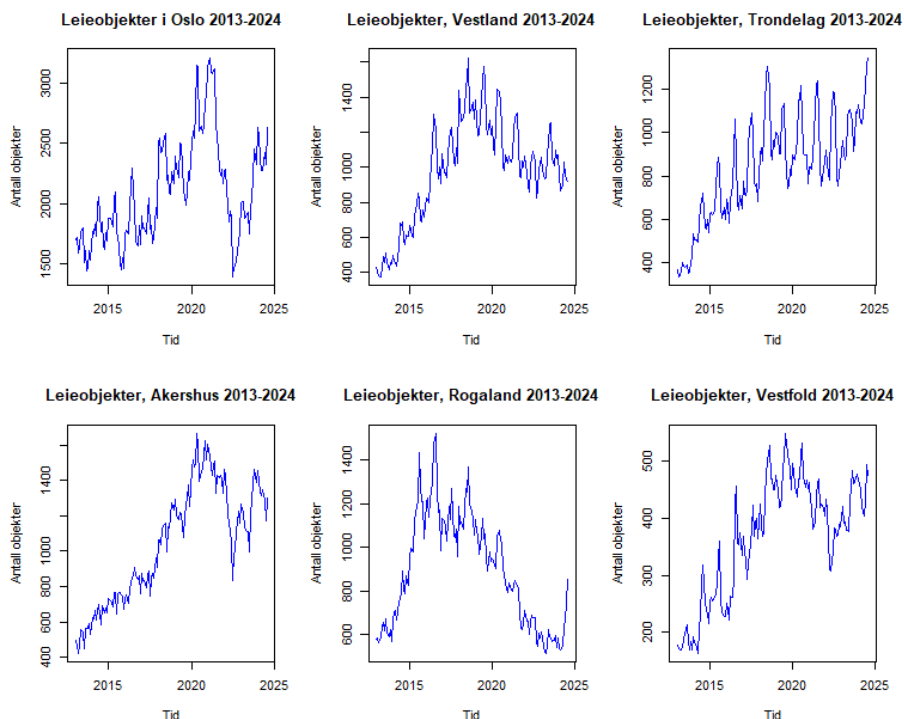 Leieobjekter i Oslo 2013-2024
Leieobjekter, Vestland 2013-2024
Leieobjekter, Trondelag 2013-2024
Antall objekter
1500 2000 2500 3000
2015 2020 2025
Tid
Antall objekter
400 600 800 1000 1400
2015 2020 2025
Tid
Antall objekter
400 600 800 1000 1200
2015 2020 2025
Tid
Leieobjekter, Akershus 2013-2024
Leieobjekter, Rogaland 2013-2024
Leieobjekter, Vestfold 2013-2024
Antall objekter
400 600 800 1000 1400
2015 2020 2025
Tid
Antall objekter
600 800 1000 1200 1400
2015 2020 2025
Tid
Antall objekter
200 300 400 500
2015 2020 2025
Tid